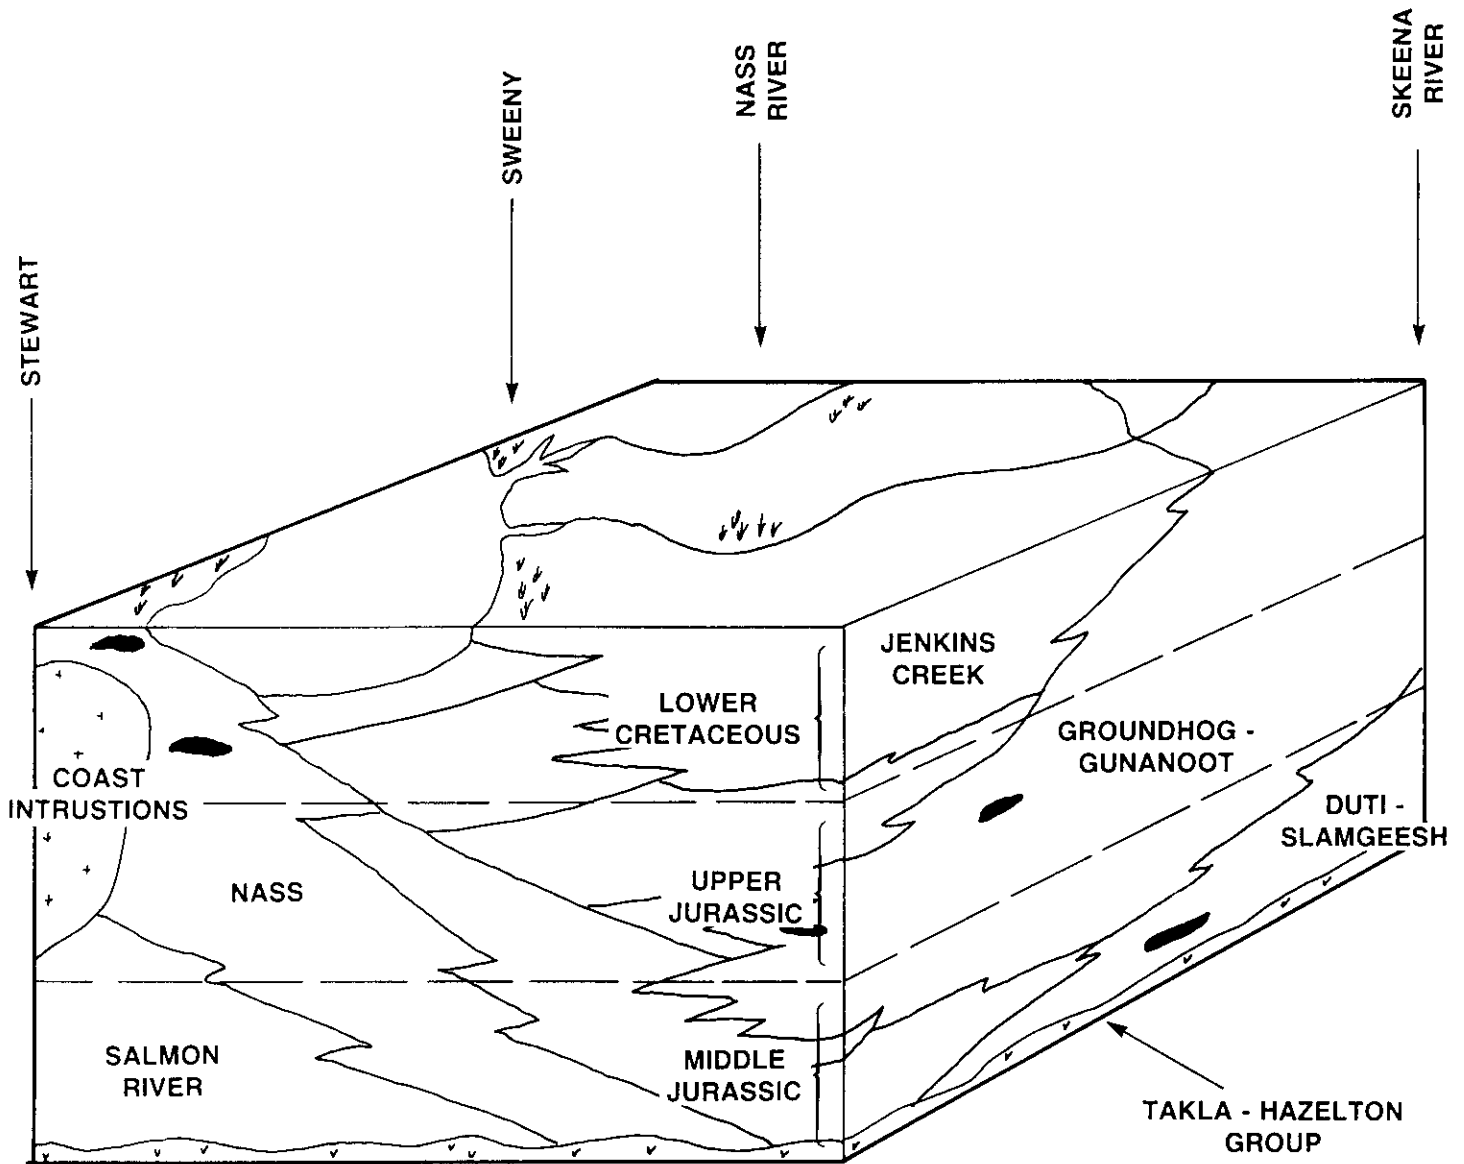 STEWART
SWEENY
NASS
RIVER
SKEENA
RIVER
JENKINS
CREEK
LOWER
CRETACEOUS
GROUNDHOG -
GUNANOOT
COAST
INTRUSTIONS
DUTI -
SLAMGEESH
NASS
UPPER
JURASSIC
SALMON
RIVER
MIDDLE
JURASSIC
TAKLA - HAZELTON
GROUP